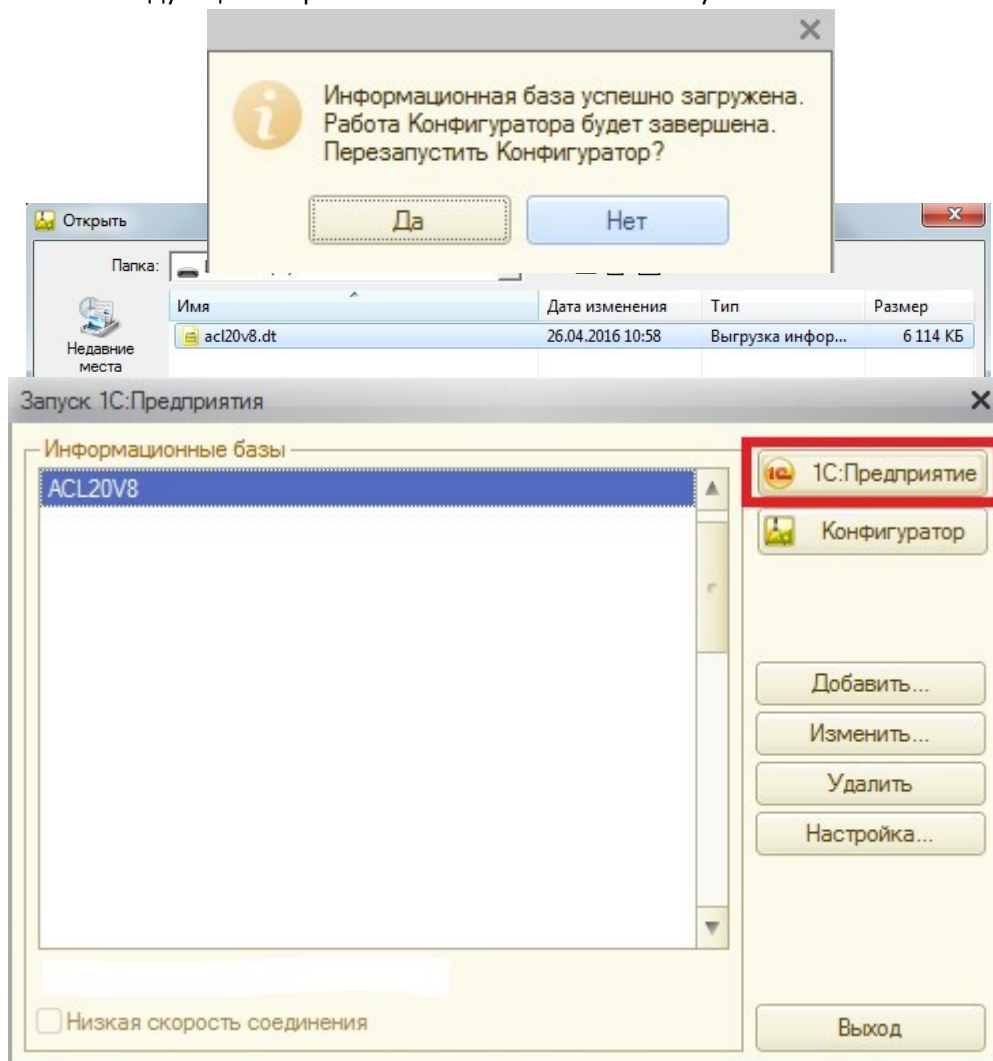 Информационная база успешно загружена.
Работа Конфигуратора будет завершена.
Перезапустить Конфигуратор?
Да
Нет
Открыть
Папка:
Имя
Дата изменения
Тип
Размер
acl20v8.dt
26.04.2016 10:58
Выгрузка инфор...
6 114 КБ
Недавние
места
Запуск 1С:Предприятия
Информационные базы
ACL20V8
1С:Предприятие
Конфигуратор
Добавить...
Изменить...
Удалить
Настройка...
Низкая скорость соединения
Выход